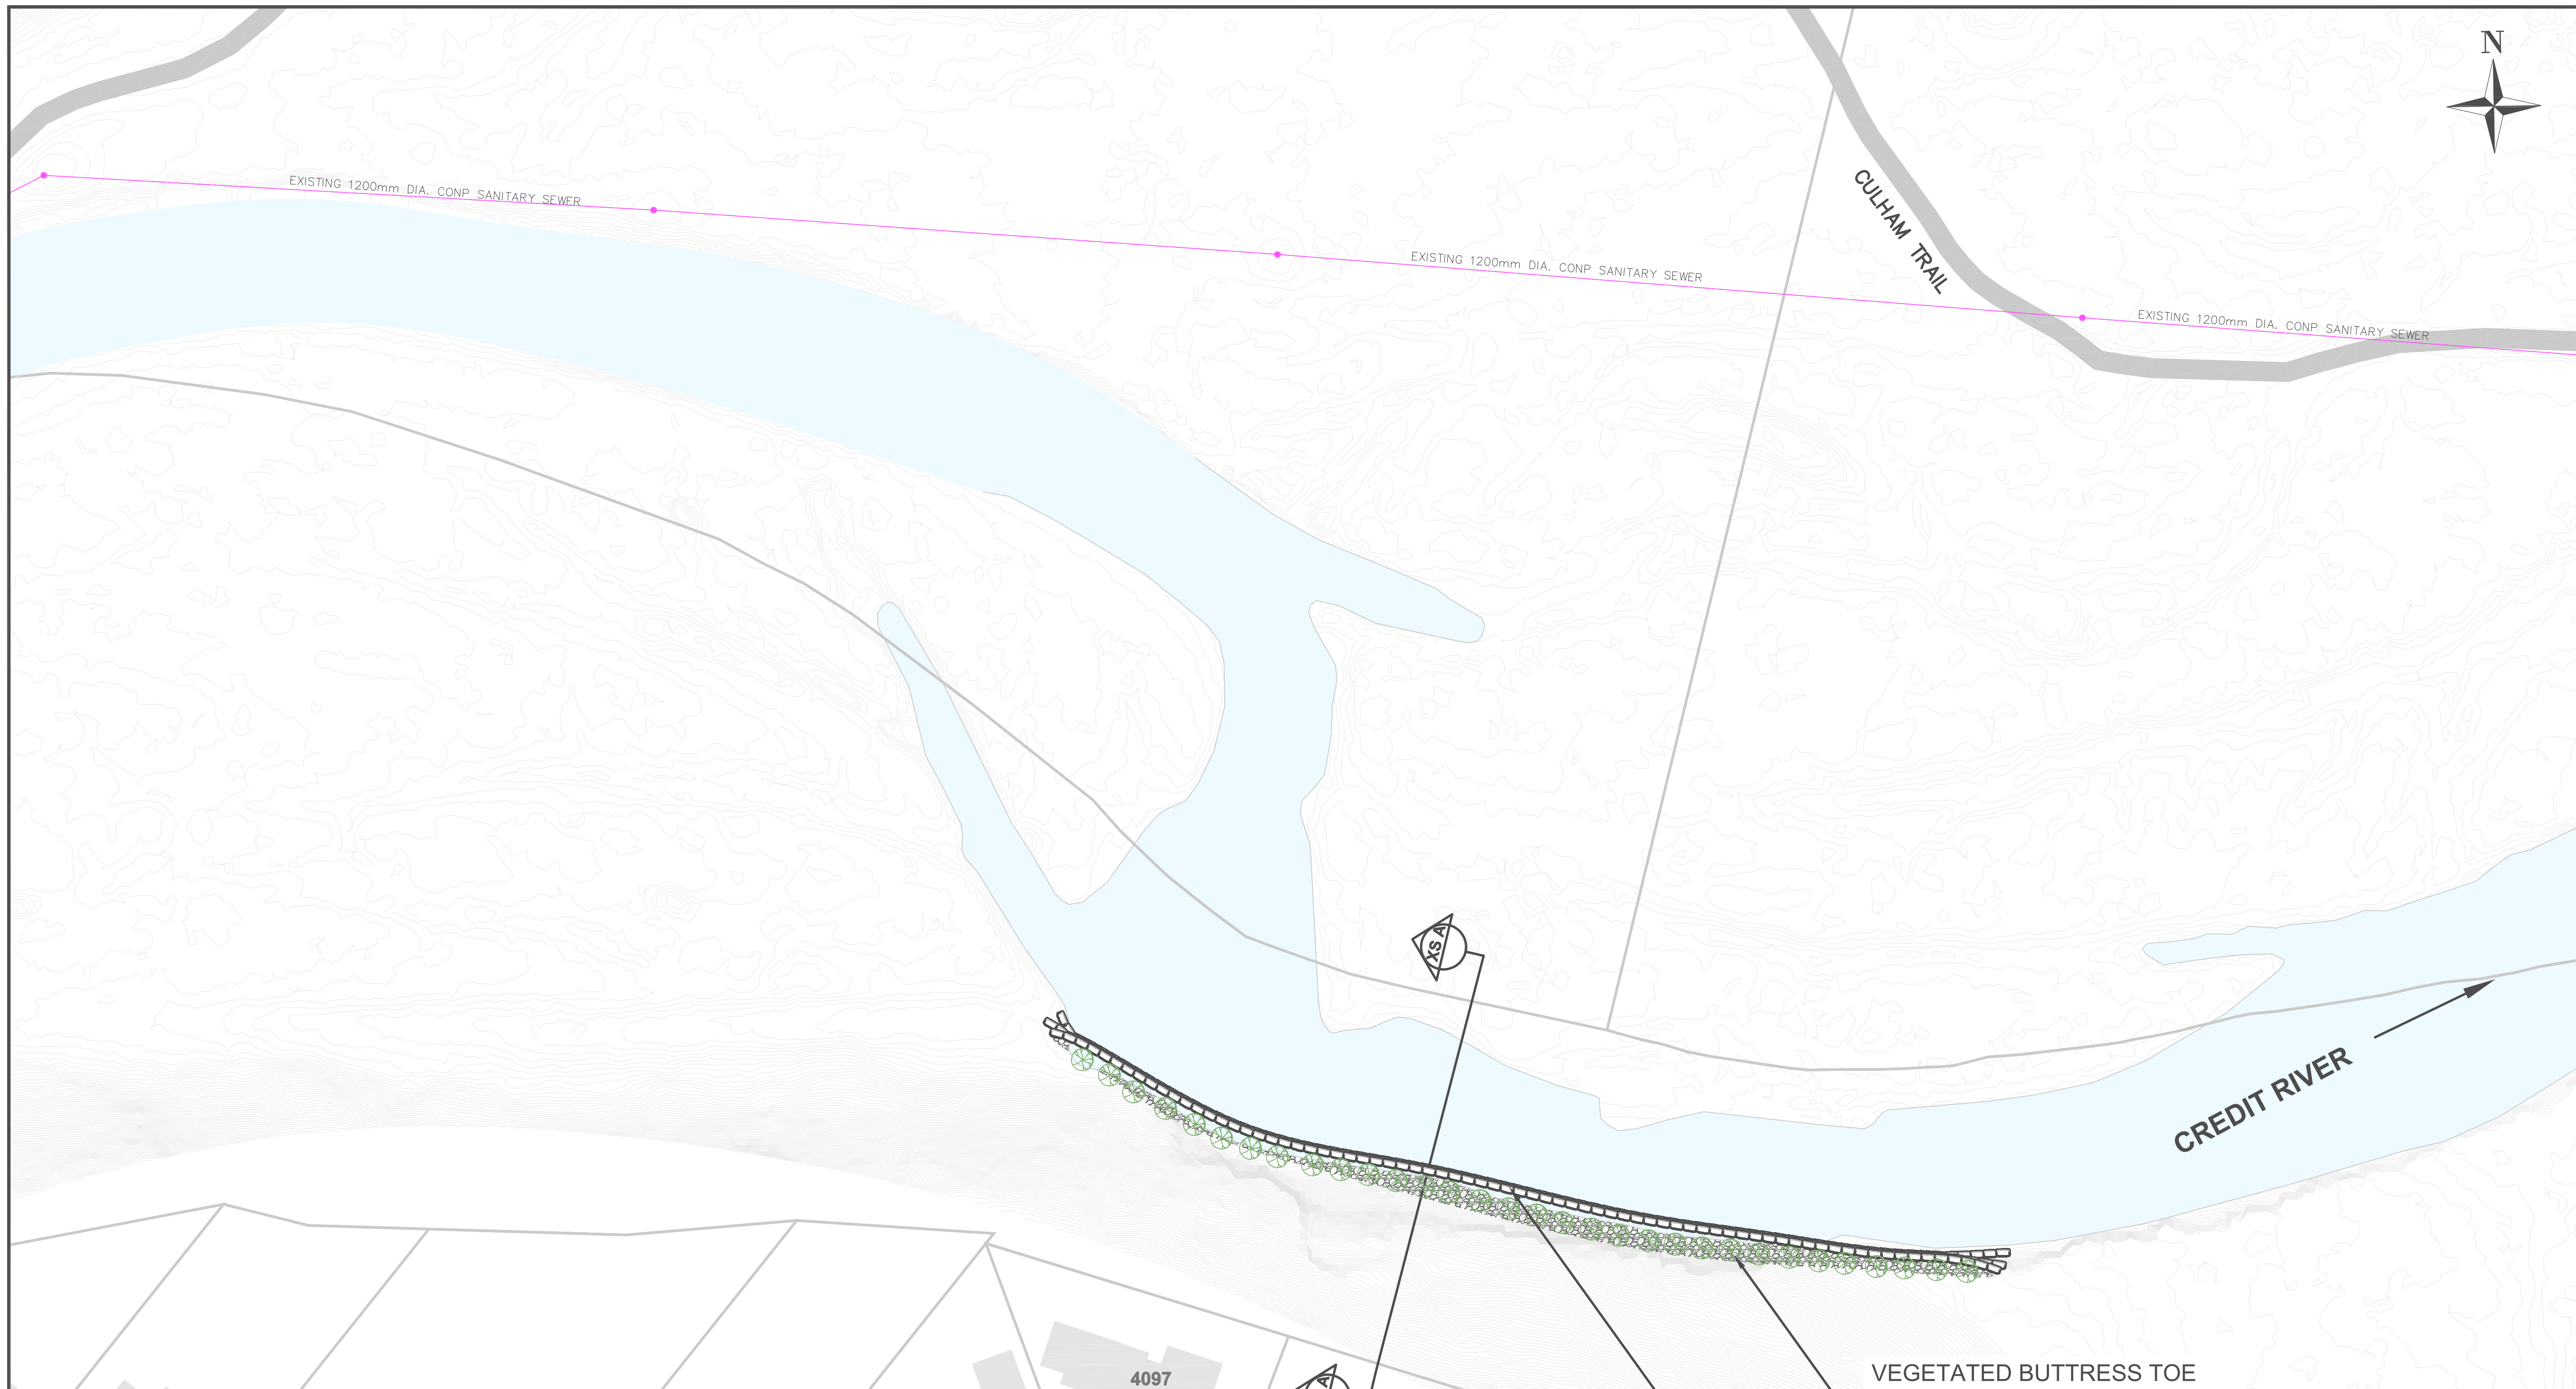 N
EXISTING 1200mm DIA. CONP SANITARY SEWER
EXISTING 1200mm DIA. CONP SANITARY SEWER
EXISTING 1200mm DIA. CONP SANITARY SEWER
CULHAM TRAIL
XS A
CREDIT RIVER
VEGETATED BUTTRESS TOE
4097
A